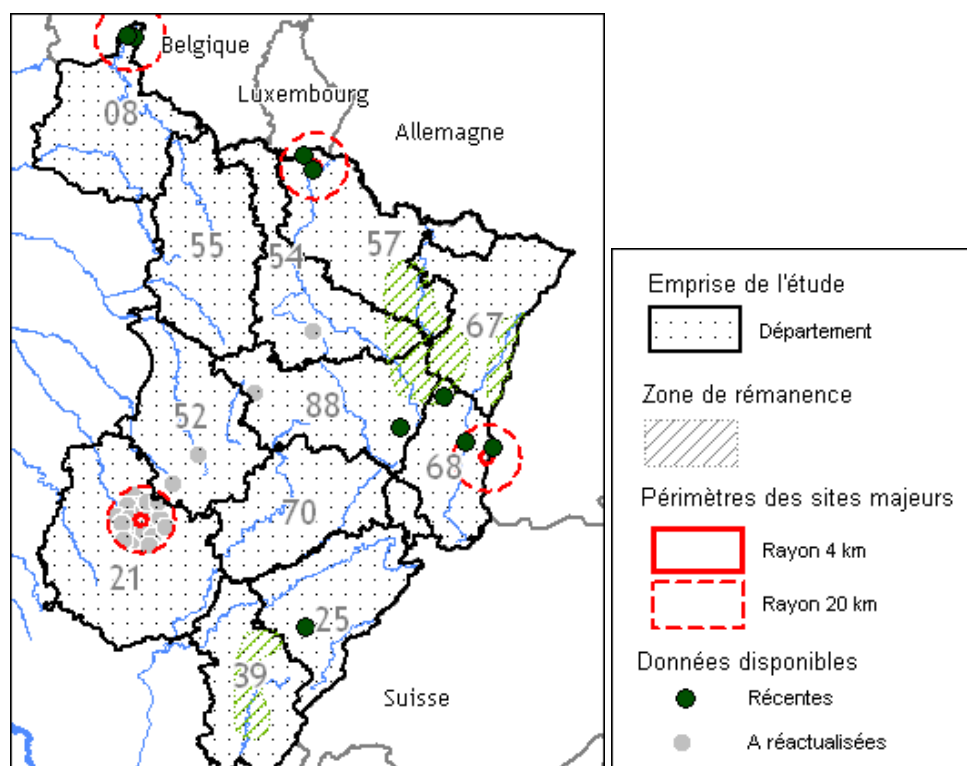 Belgique
Luxembourg
08
Allemagne
55
54
57
67
52
88
68
70
21
25
39
Suisse
Emprise de l'étude
Département
Zone de rémanence
Périmètres des sites majeurs
Rayon 4 km
Rayon 20 km
Données disponibles
Récentes
A réactualisées